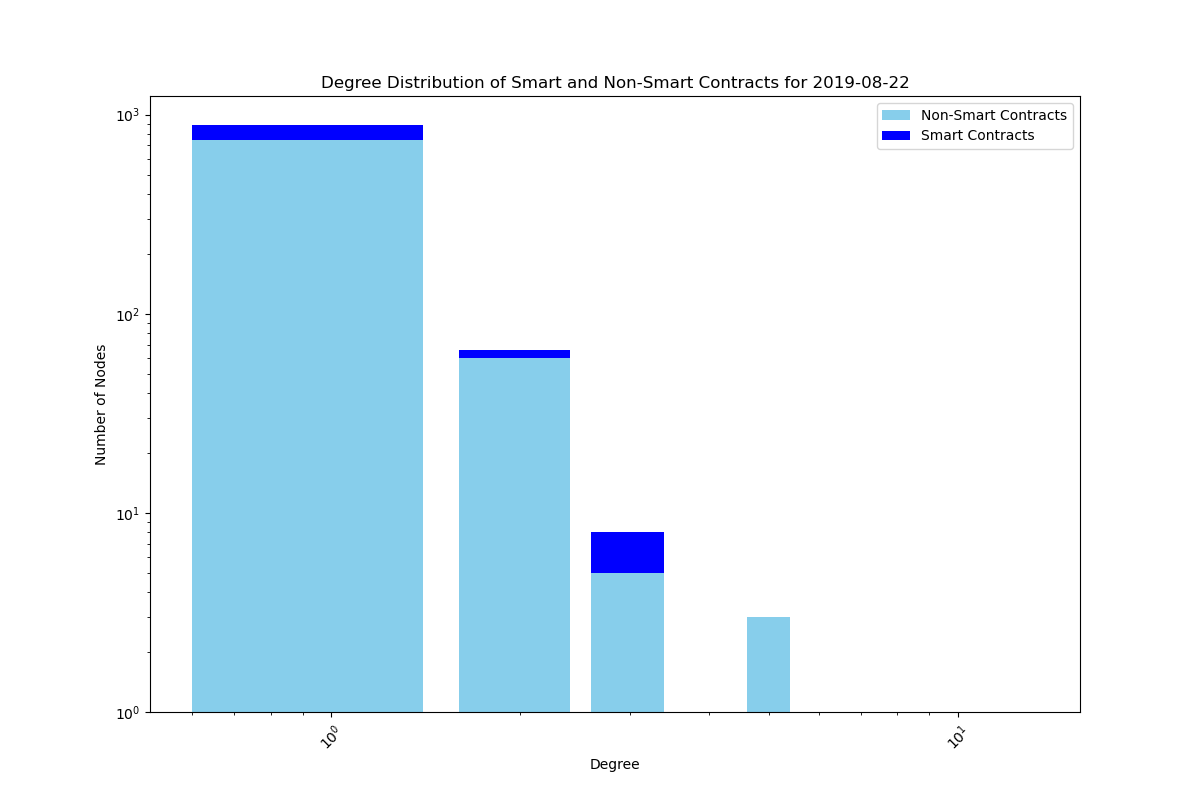 Degree Distribution of Smart and Non-Smart Contracts for 2019-08-22
Non-Smart Contracts
Smart Contracts
Number of Nodes
10³
10²
10¹
10⁰
10⁰ 10¹
Degree